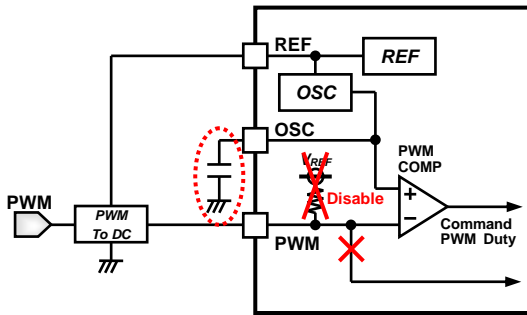 REF
REF
OSC
OSC
PWM
COMP
VREF
Disable
+
−
PWM
PWM
To DC
PWM
Command
PWM Duty